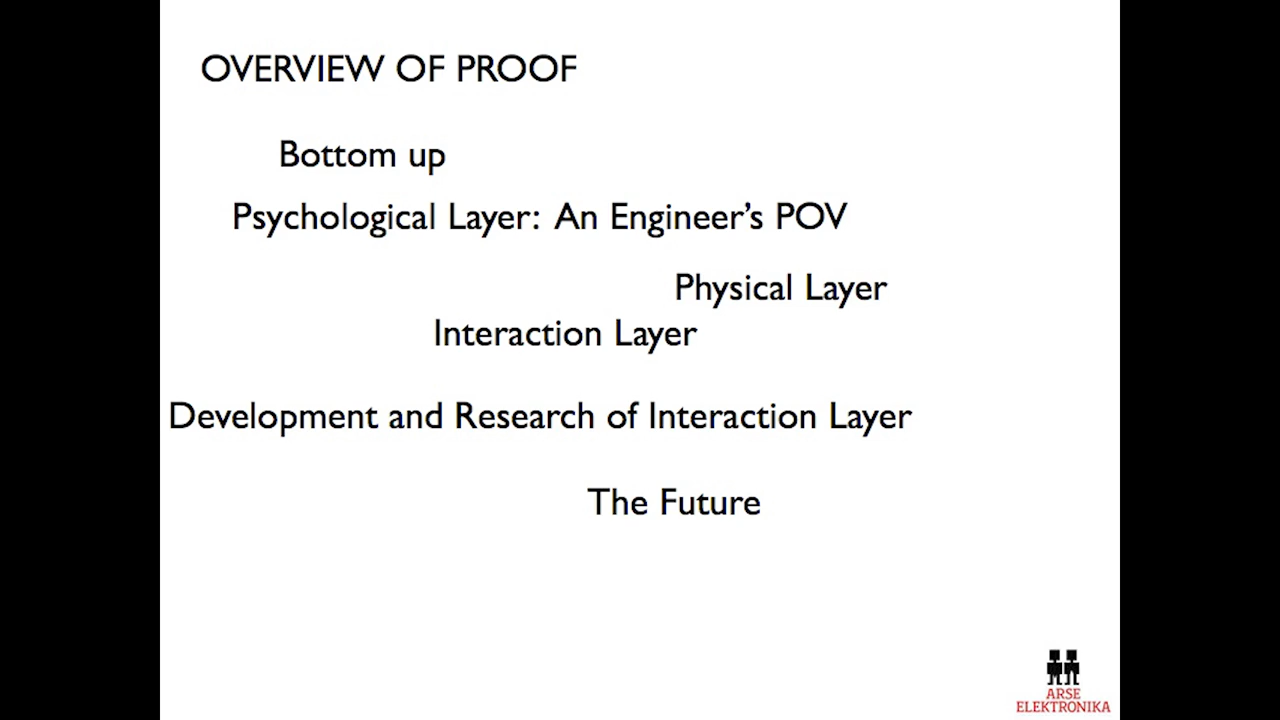 OVERVIEW OF PROOF
Bottom up
Psychological Layer: An Engineer’s POV
Physical Layer
Interaction Layer
Development and Research of Interaction Layer
The Future
ARSE
ELEKTRONIKA